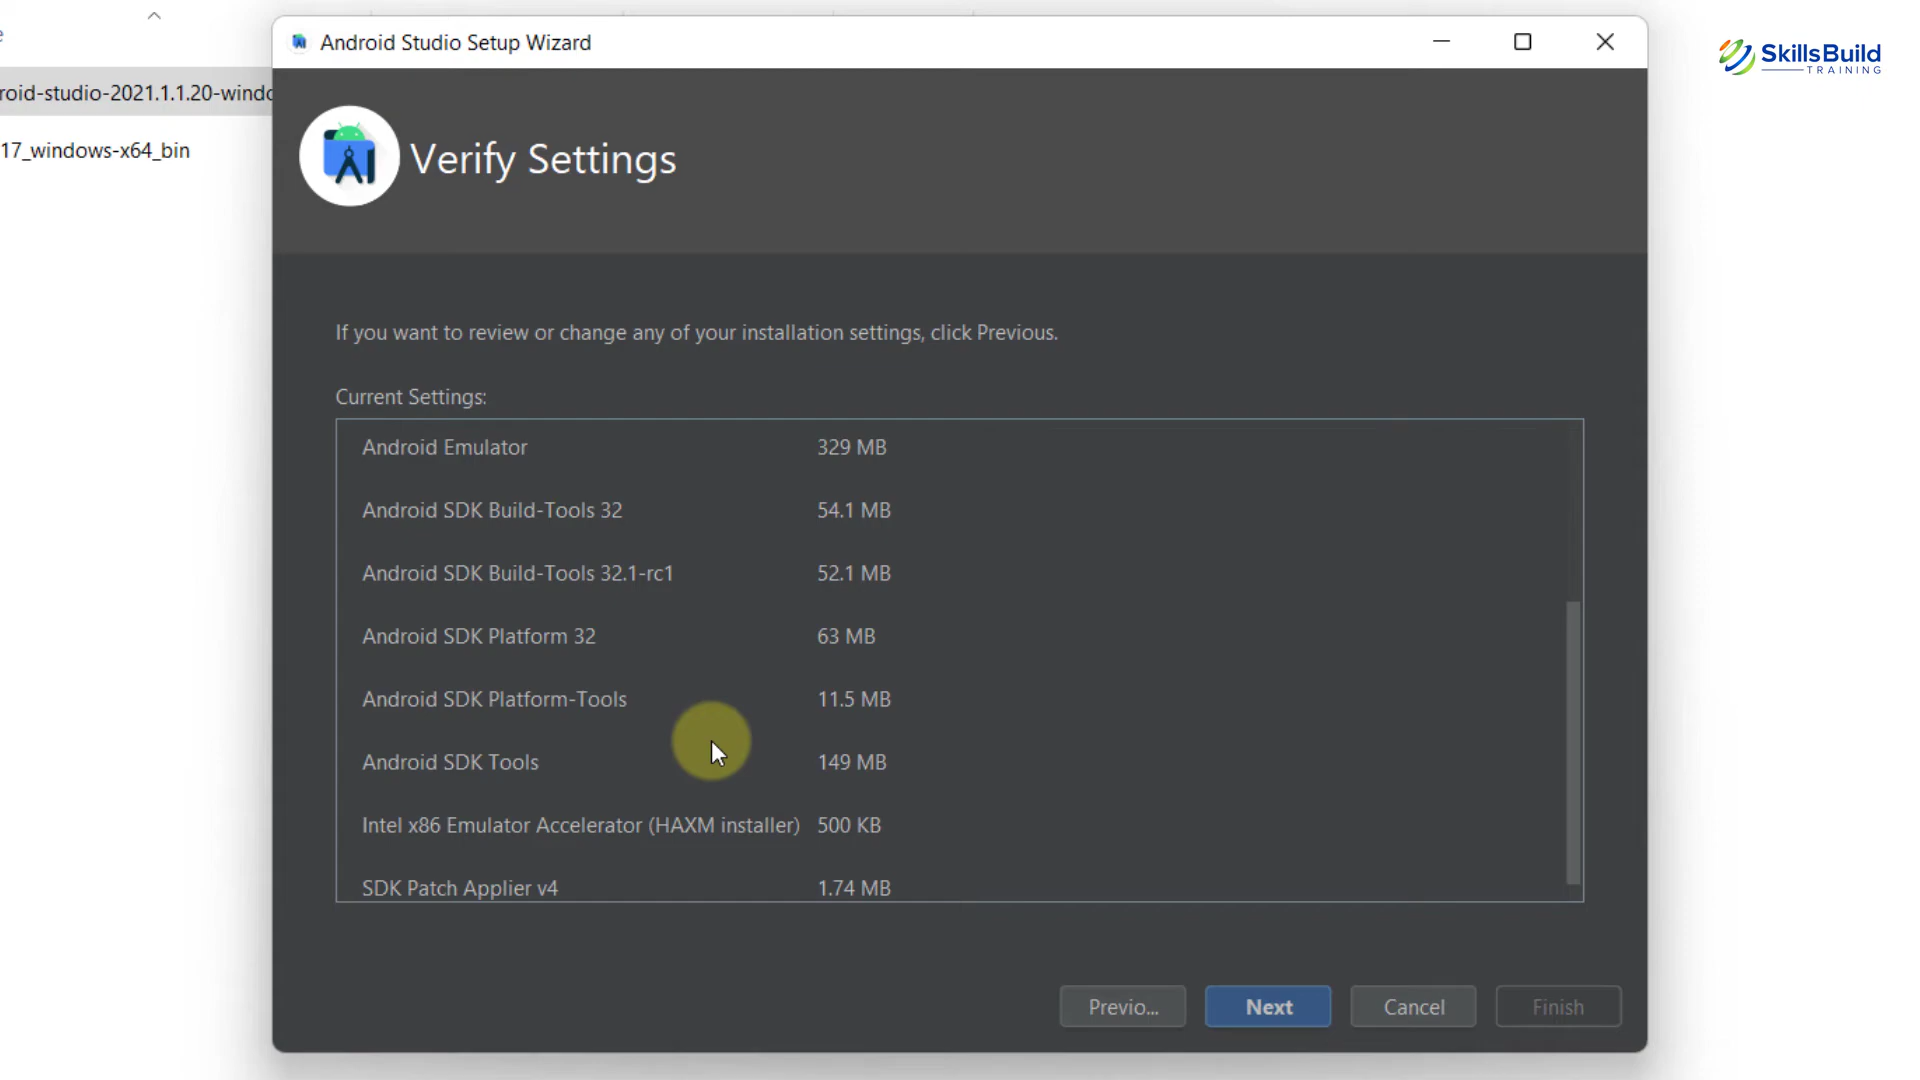 Android Studio Setup Wizard
SkillsBuild
TRAINING
roid-studio-2021.1.1.20-windo
17_windows-x64_bin
Verify Settings
If you want to review or change any of your installation settings, click Previous.
Current Settings:
Android Emulator 329 MB
Android SDK Build-Tools 32 54.1 MB
Android SDK Build-Tools 32.1-rc1 52.1 MB
Android SDK Platform 32 63 MB
Android SDK Platform-Tools 11.5 MB
Android SDK Tools 149 MB
Intel x86 Emulator Accelerator (HAXM installer) 500 KB
SDK Patch Applier v4 1.74 MB
Previo...
Next
Cancel
Finish